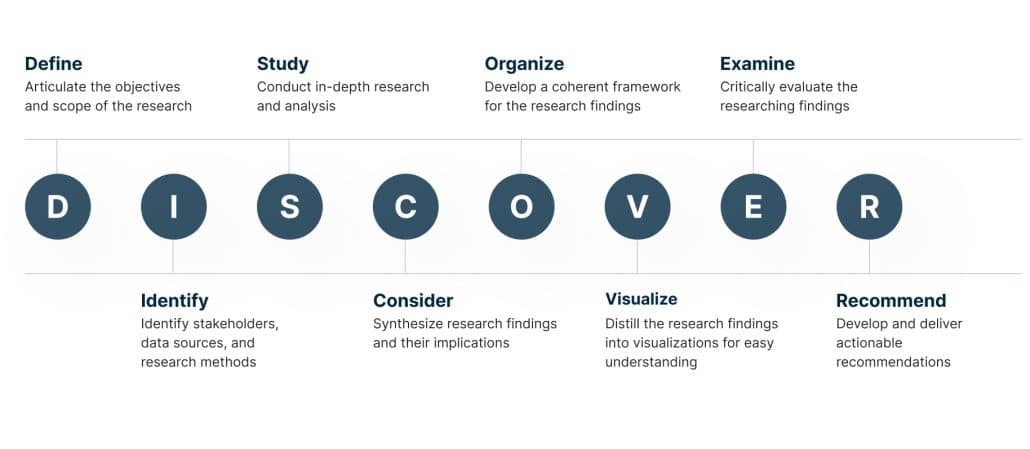 Define
Articulate the objectives
and scope of the research
Study
Conduct in-depth research
and analysis
Organize
Develop a coherent framework
for the research findings
Examine
Critically evaluate the
researching findings
D I S C O V E R
Identify
Identify stakeholders,
data sources, and
research methods
Consider
Synthesize research findings
and their implications
Visualize
Distill the research findings
into visualizations for easy
understanding
Recommend
Develop and deliver
actionable
recommendations